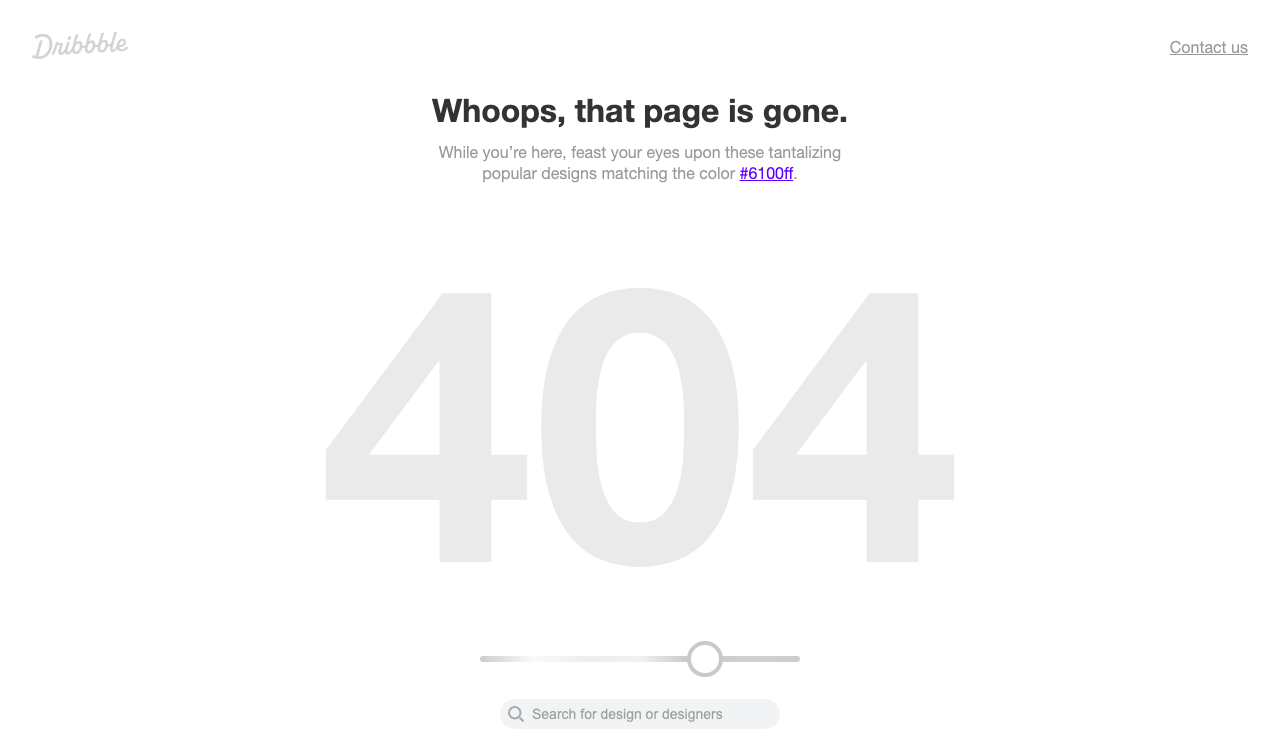 Dribbble
Contact us
Whoops, that page is gone.
While you’re here, feast your eyes upon these tantalizing
popular designs matching the color #6100ff.
404
Search for design or designers